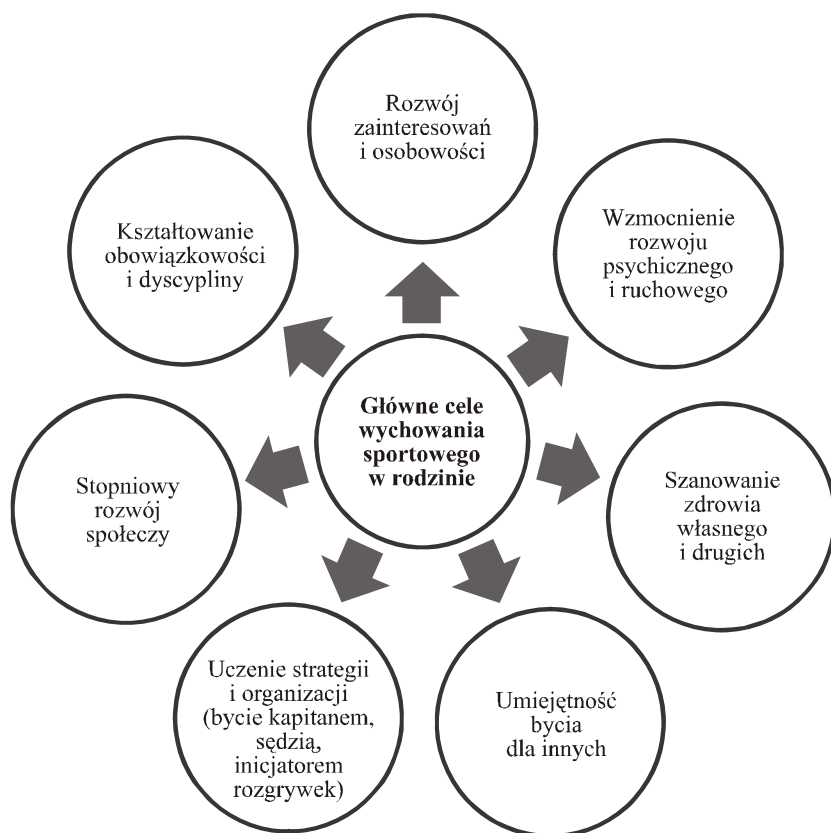 Rozwój
zainteresowań
i osobowości
Wzmocnienie
rozwoju
psychicznego
i ruchowego
Szanowanie
zdrowia
własnego
i drugich
Umiejętność
bycia
dla innych
Uczenie strategii
i organizacji
(bycie kapitanem,
sędzią,
inicjatorem
rozgrywek)
Stopniowy
rozwój
społeczy
Kształtowanie
obowiązkowości
i dyscypliny
Główne cele
wychowania
sportowego
w rodzinie